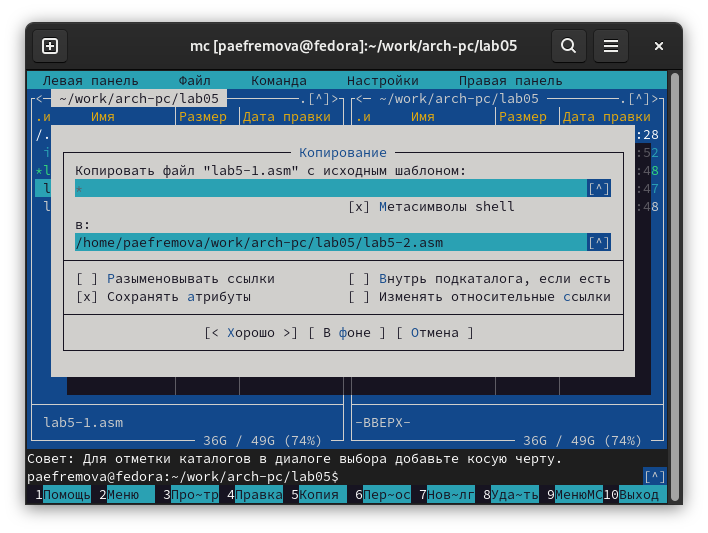 mc [paefremova@fedora]:~/work/arch-pc/lab05
Левая панель Файл Команда Настройки Правая панель
<— ~/work/arch-pc/lab05 .[^]> <— ~/work/arch-pc/lab05 .[^]>
.и Имя Размер Дата правки .и Имя Размер Дата правки
/. :28
:52
*l :48
l :47
l :48
Копирование
Копировать файл "lab5-1.asm" с исходным шаблоном:
* [^]
[x] Метасимволы shell
в:
/home/paefremova/work/arch-pc/lab05/lab5-2.asm [^]
[ ] Разыменовывать ссылки [ ] Внутрь подкаталога, если есть
[x] Сохранять атрибуты [ ] Изменять относительные ссылки
[< Хорошо >] [ В фоне ] [ Отмена ]
lab5-1.asm -ВВЕРХ-
36G / 49G (74%) 36G / 49G (74%)
Совет: Для отметки каталогов в диалоге выбора добавьте косую черту.
paefremova@fedora:~/work/arch-pc/lab05$ [^]
1Помощь 2Меню 3Про~тр 4Правка 5Копия 6Пер~ос 7Нов~лг 8Уда~ть 9МенюMC 10Выход